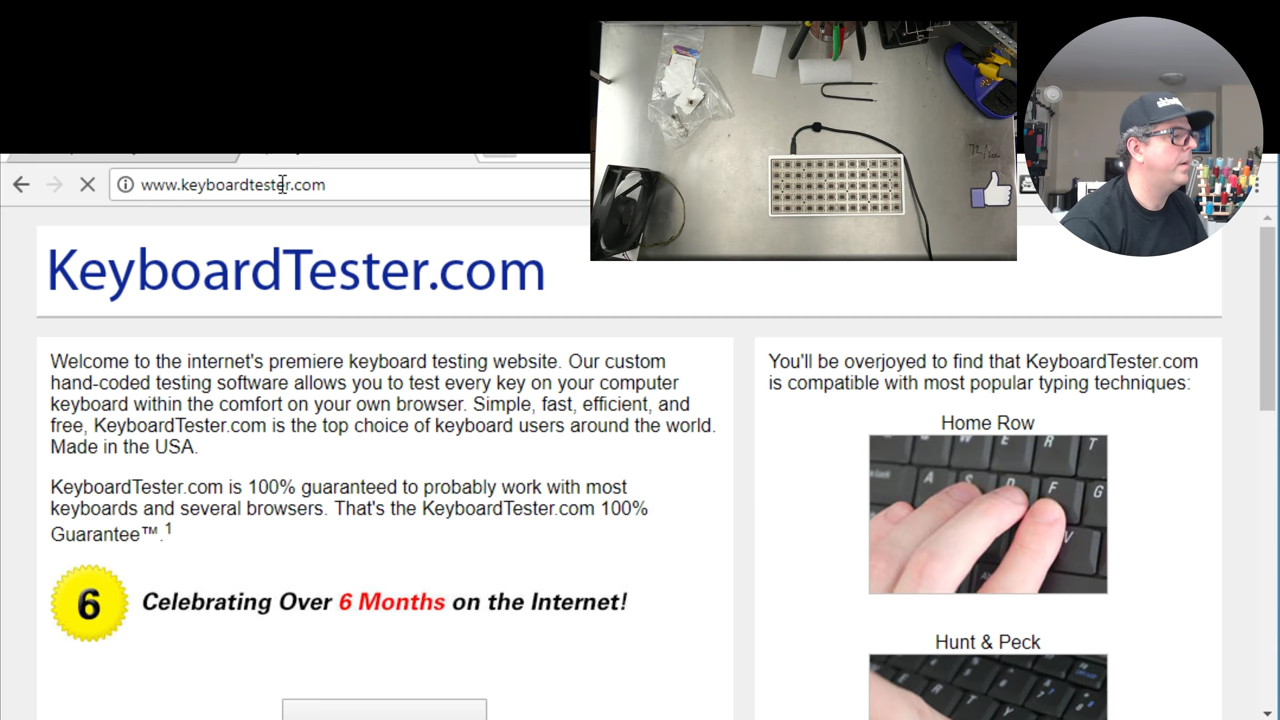 www.keyboardtester.com
KeyboardTester.com
Welcome to the internet's premiere keyboard testing website. Our custom
hand-coded testing software allows you to test every key on your computer
keyboard within the comfort on your own browser. Simple, fast, efficient, and
free, KeyboardTester.com is the top choice of keyboard users around the world.
Made in the USA.
KeyboardTester.com is 100% guaranteed to probably work with most
keyboards and several browsers. That's the KeyboardTester.com 100%
Guarantee™.1
6
Celebrating Over 6 Months on the Internet!
You'll be overjoyed to find that KeyboardTester.com
is compatible with most popular typing techniques:
Home Row
W E R T
A S D F G
V
Hunt & Peck
E R T Y